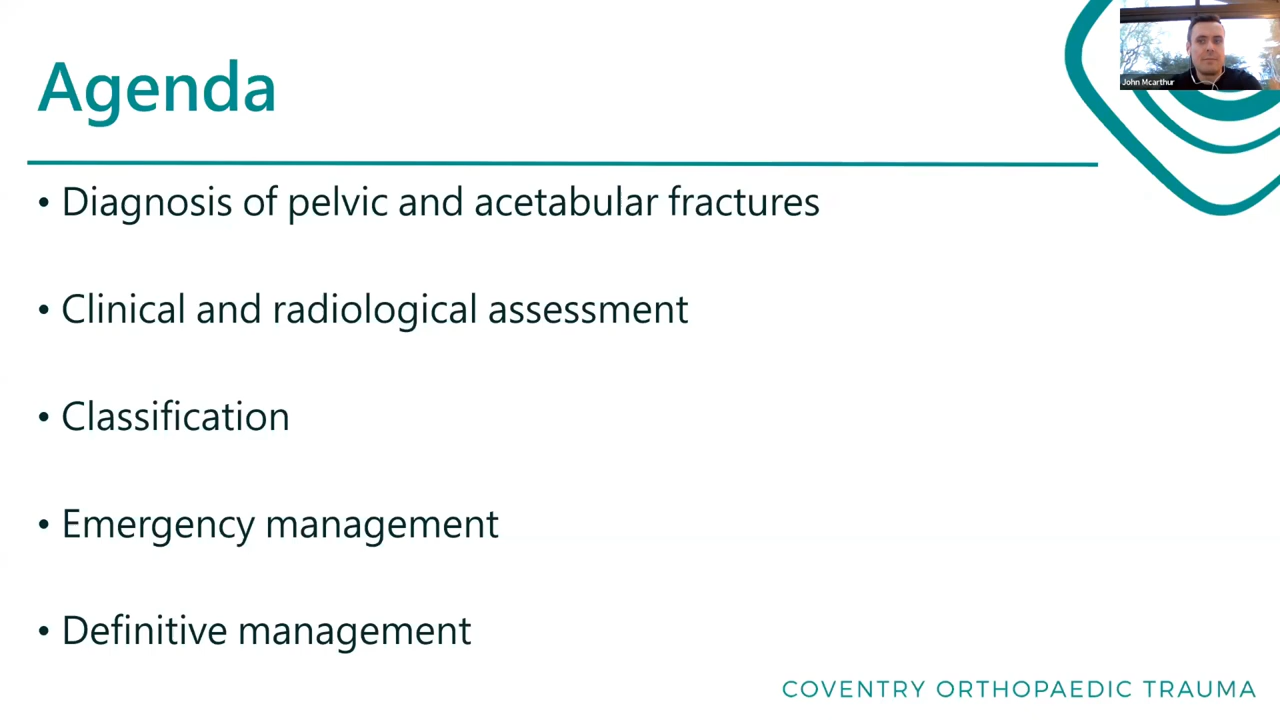 Agenda
John Mcarthur
• Diagnosis of pelvic and acetabular fractures
• Clinical and radiological assessment
• Classification
• Emergency management
• Definitive management
COVENTRY ORTHOPAEDIC TRAUMA